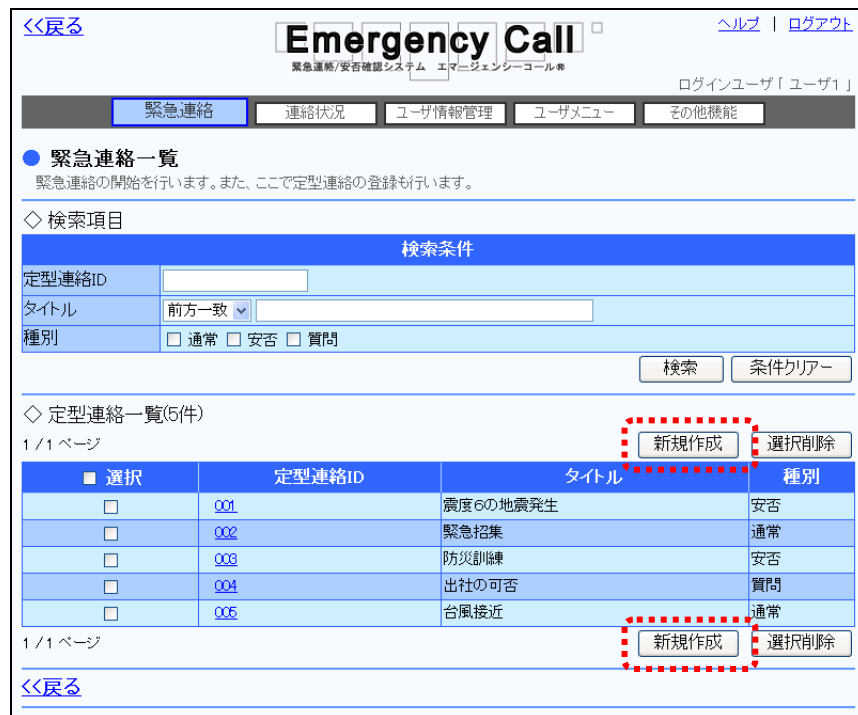 <<戻る
ヘルプ | ログアウト
Emergency Call
緊急連絡/安否確認システム エマージェンシーコール®
ログインユーザ「 ユーザ1 」
緊急連絡 連絡状況 ユーザ情報管理 ユーザメニュー その他機能
● 緊急連絡一覧
緊急連絡の開始を行います。また、ここで定型連絡の登録も行います。
◇ 検索項目
検索条件
定型連絡ID
タイトル 前方一致
種別 通常 安否 質問
検索 条件クリアー
◇ 定型連絡一覧(5件)
1 / 1 ページ 新規作成 選択削除
選択 定型連絡ID タイトル 種別
001 震度6の地震発生 安否
002 緊急招集 通常
003 防災訓練 安否
004 出社の可否 質問
005 台風接近 通常
1 / 1 ページ 新規作成 選択削除
<<戻る